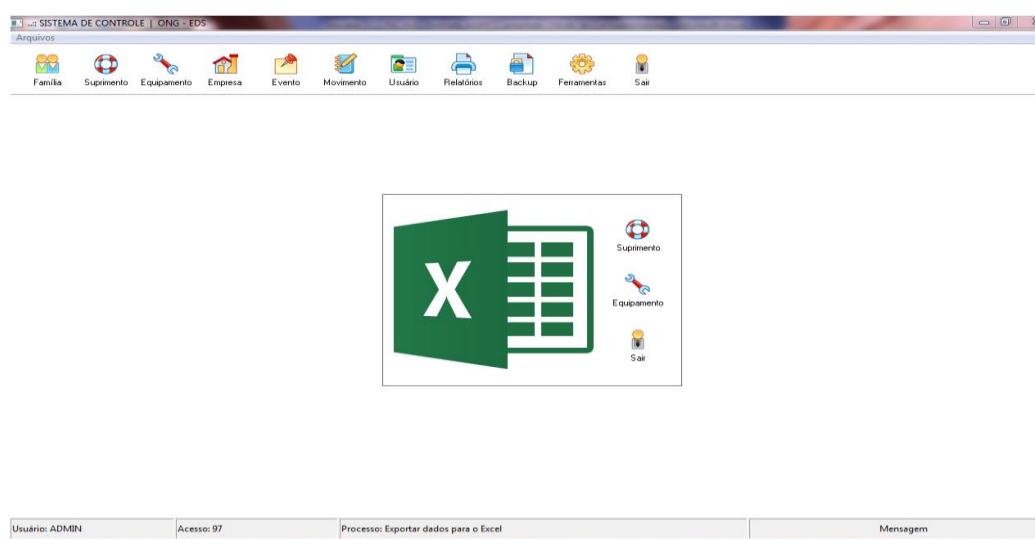 ..:: SISTEMA DE CONTROLE | ONG - EDS
Arquivos
Família Suprimento Equipamento Empresa Evento Movimento Usuário Relatórios Backup Ferramentas Sair
X
Suprimento
Equipamento
Sair
Usuário: ADMIN Acesso: 97 Processo: Exportar dados para o Excel Mensagem